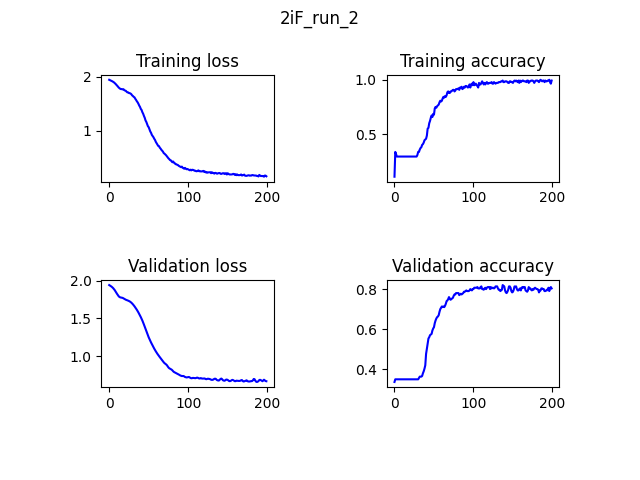 2iF_run_2
Training loss
Training accuracy
2
1
0 100 200
1.0
0.5
0 100 200
Validation loss
Validation accuracy
2.0
1.5
1.0
0 100 200
0.8
0.6
0.4
0 100 200